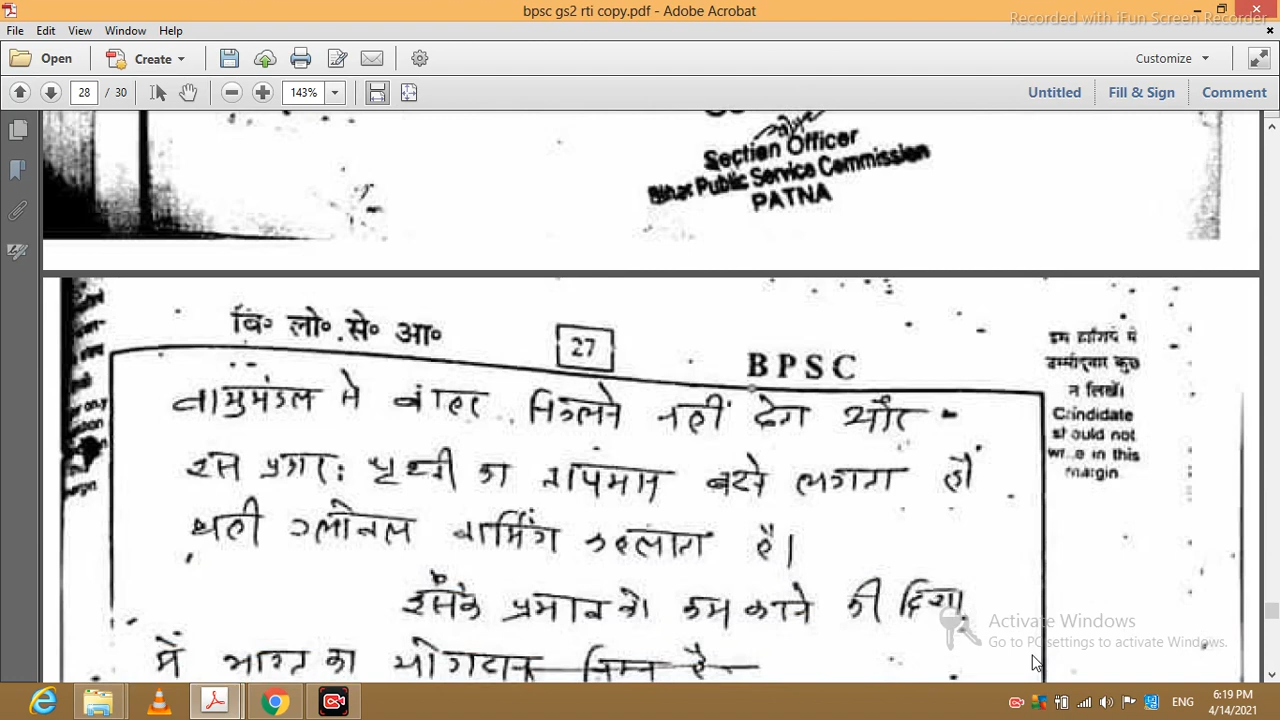 bpsc gs2 rti copy.pdf - Adobe Acrobat
Recorded with iFun Screen Recorder
File Edit View Window Help
Open Create Customize
28 / 30 143% Untitled Fill & Sign Comment
Section Officer
Bihar Public Service Commission
PATNA
बि० लो० से० आ० 27 BPSC
इस हाशिये में
उम्मीदवार कुछ
न लिखें।
Candidate
should not
write in this
margin
वायुमंडल से बाहर निकलने नहीं देता और
इस प्रकार पृथ्वी का तापमान बढ़ने लगता है
यही ग्लोबल वार्मिंग कहलाता है।
इसके प्रभाव को कम करने की दिशा
में भारत का योगदान निम्न है
Activate Windows
Go to PC settings to activate Windows.
ENG
6:19 PM
4/14/2021